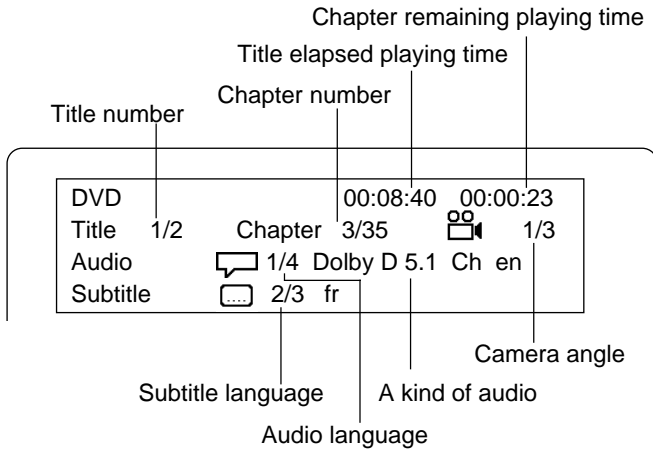 Chapter remaining playing time
Title elapsed playing time
Chapter number
Title number
DVD 00:08:40 00:00:23
Title 1/2 Chapter 3/35 1/3
Audio 1/4 Dolby D 5.1 Ch en
Subtitle .... 2/3 fr
Camera angle
Subtitle language A kind of audio
Audio language